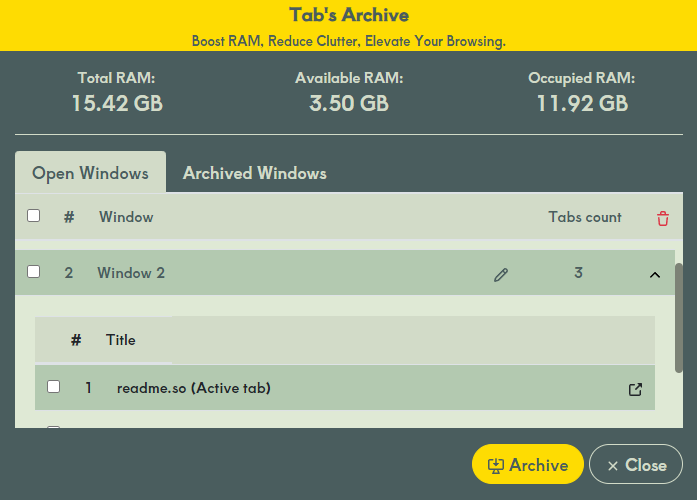 Tab's Archive
Boost RAM, Reduce Clutter, Elevate Your Browsing.
Total RAM: Available RAM: Occupied RAM:
15.42 GB 3.50 GB 11.92 GB
Open Windows Archived Windows
# Window Tabs count
2 Window 2 3
# Title
1 readme.so (Active tab)
Archive Close